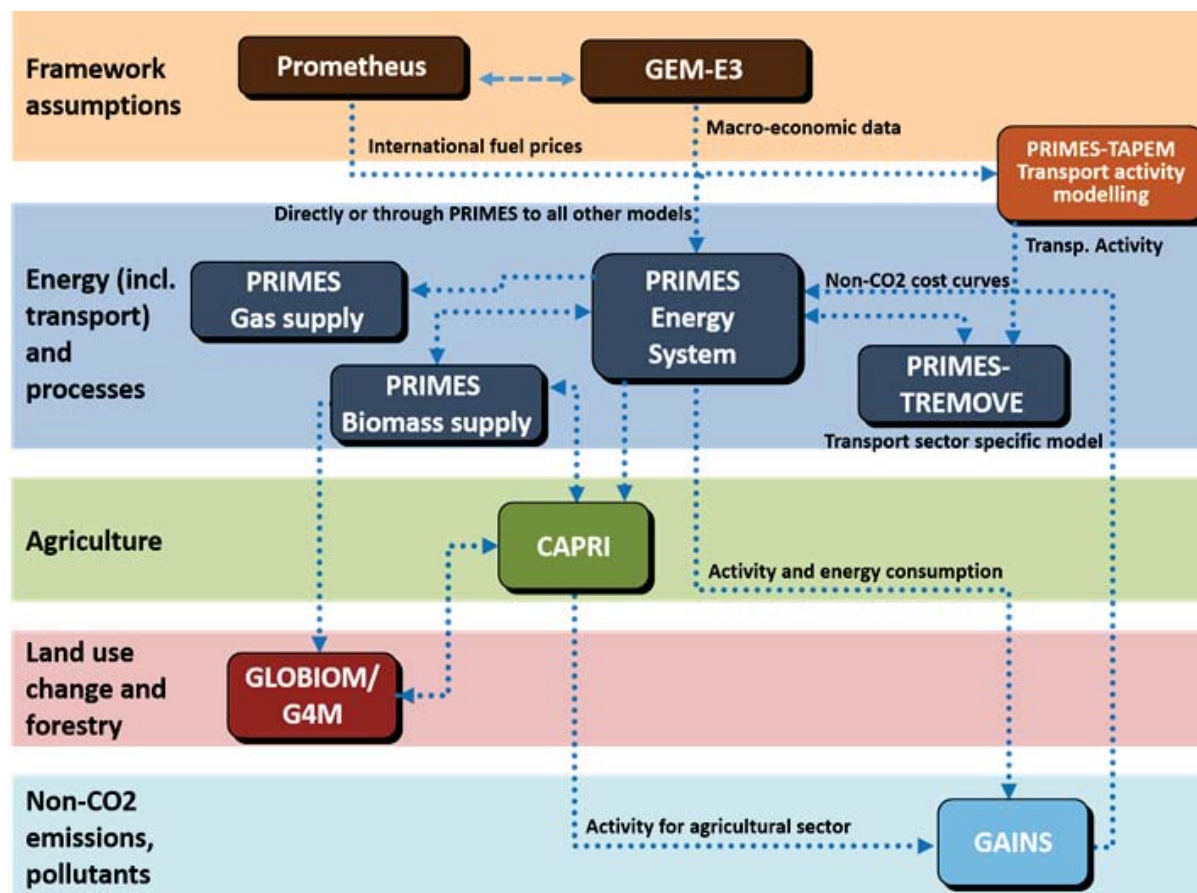 Framework
assumptions
Prometheus
GEM-E3
Macro-economic data
International fuel prices
PRIMES-TAPEM
Transport activity
modelling
Directly or through PRIMES to all other models
Transp. Activity
Energy (incl.
transport)
and
processes
PRIMES
Gas supply
PRIMES
Energy
System
Non-CO2 cost curves
PRIMES
Biomass supply
PRIMES-
TREMOVE
Transport sector specific model
Agriculture
CAPRI
Activity and energy consumption
Land use
change and
forestry
GLOBIOM/
G4M
Non-CO2
emissions,
pollutants
Activity for agricultural sector
GAINS